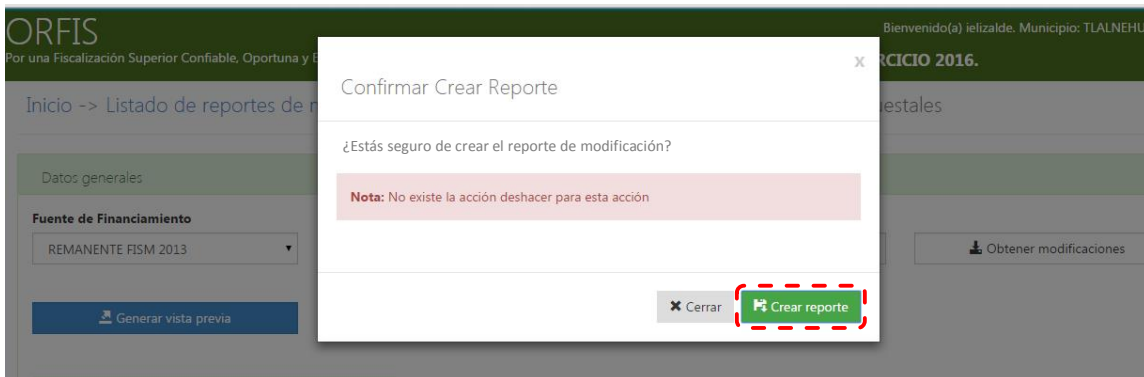 ORFIS
Bienvenido(a) ielizalde. Municipio: TLALNEHU
Por una Fiscalización Superior Confiable, Oportuna y E
RCICIO 2016.
x
Confirmar Crear Reporte
Inicio -> Listado de reportes de
estales
¿Estás seguro de crear el reporte de modificación?
Datos generales
Nota: No existe la acción deshacer para esta acción
Fuente de Financiamiento
REMANENTE FISM 2013
Obtener modificaciones
Generar vista previa
Cerrar
Crear reporte